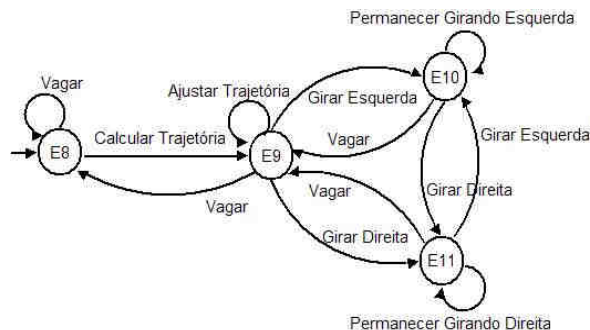 Permanecer Girando Esquerda
E10
Vagar
Ajustar Trajetória
Girar Esquerda
Calcular Trajetória
Vagar
Girar Esquerda
E8
E9
Vagar
Girar Direita
Vagar
Girar Direita
E11
Permanecer Girando Direita